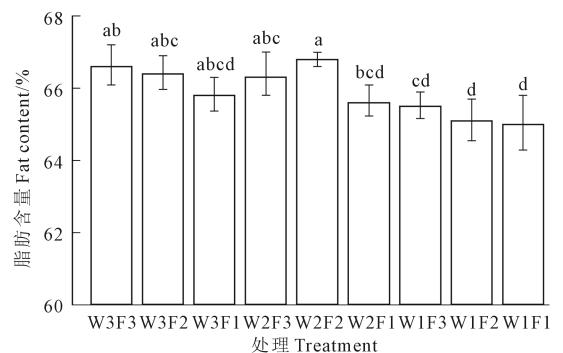 68
66
64
62
60
脂肪含量 Fat content/%
ab
abc
abcd
abc
a
bcd
cd
d
d
W3F3 W3F2 W3F1 W2F3 W2F2 W2F1 W1F3 W1F2 W1F1
处理 Treatment